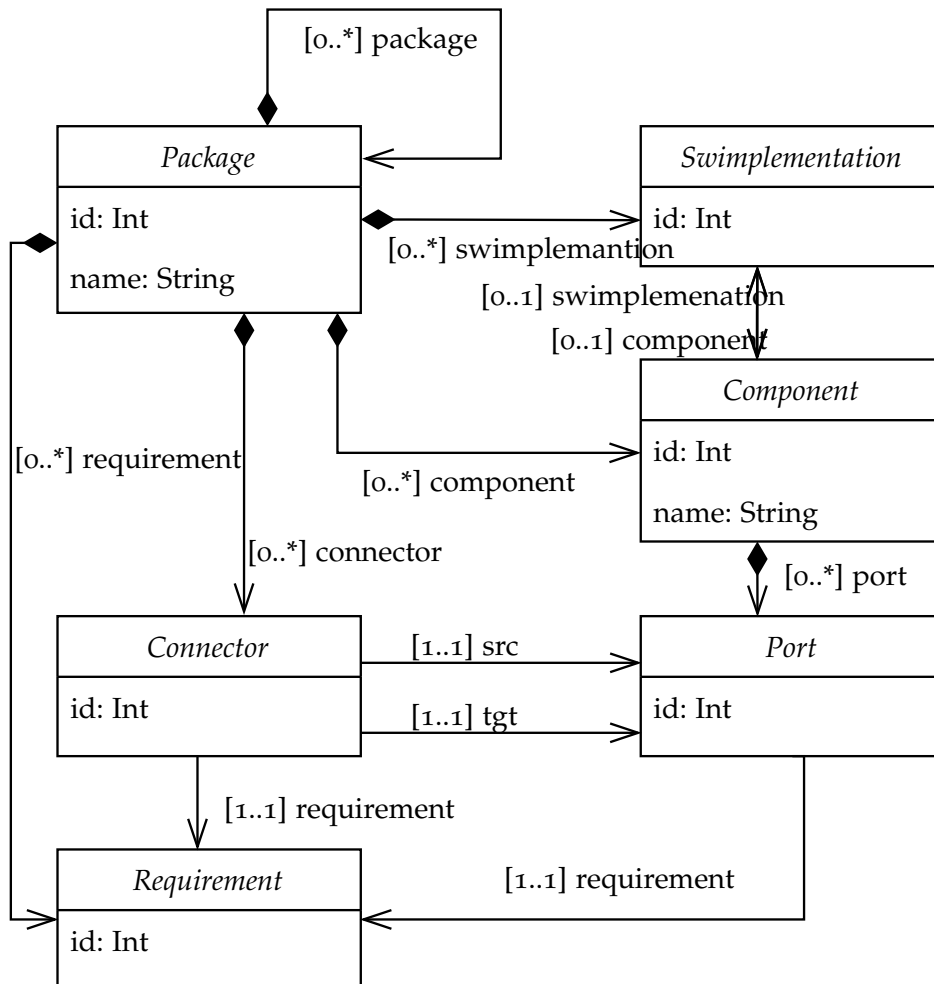 [0..*] package
Package
id: Int
name: String
Swimplementation
id: Int
[0..*] swimplemantion
[0..1] swimplemenation
[0..1] component
Component
id: Int
name: String
[0..*] requirement
[0..*] component
[0..*] connector
[0..*] port
Connector
id: Int
[1..1] src
[1..1] tgt
Port
id: Int
[1..1] requirement
Requirement
id: Int
[1..1] requirement